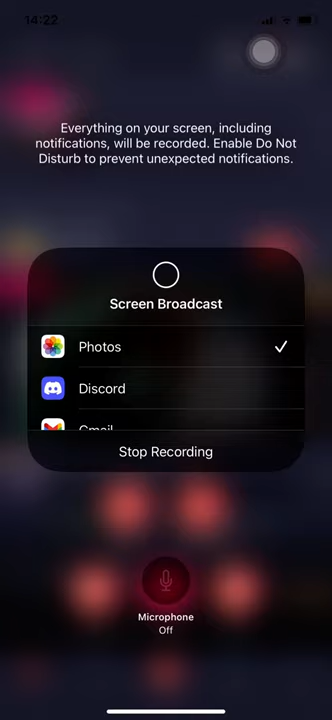 14:22
Everything on your screen, including
notifications, will be recorded. Enable Do Not
Disturb to prevent unexpected notifications.
Screen Broadcast
Photos
Discord
Gmail
Stop Recording
Microphone
Off